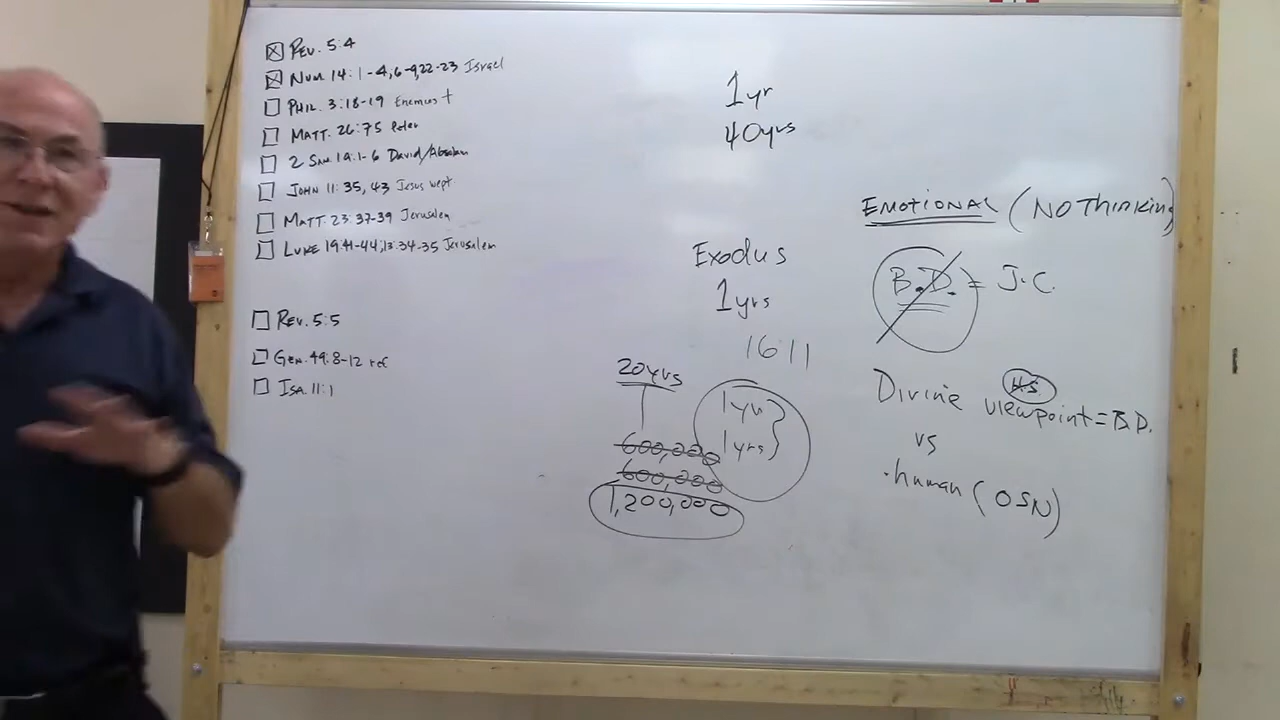 Rev. 5:4
Num 14:1-4,6-9,22-23 Israel
Phil. 3:18-19 Enemies +
Matt. 26:75 Peter
2 Sam. 19:1-6 David/Absalom
John 11:35, 43 Jesus wept
Matt. 23:37-39 Jerusalem
Luke 19:41-44;13:34-35 Jerusalem
Rev. 5:5
Gen. 49:8-12 ref
Isa. 11:1
1yr
40yrs
Exodus
1yrs
1611
20yrs
1yr
1yrs
600,000
600,000
1,200,000
EMOTIONAL (NO Thinking)
B.D. = J.C.
H.S.
Divine viewpoint = B.D.
vs
human (OSN)